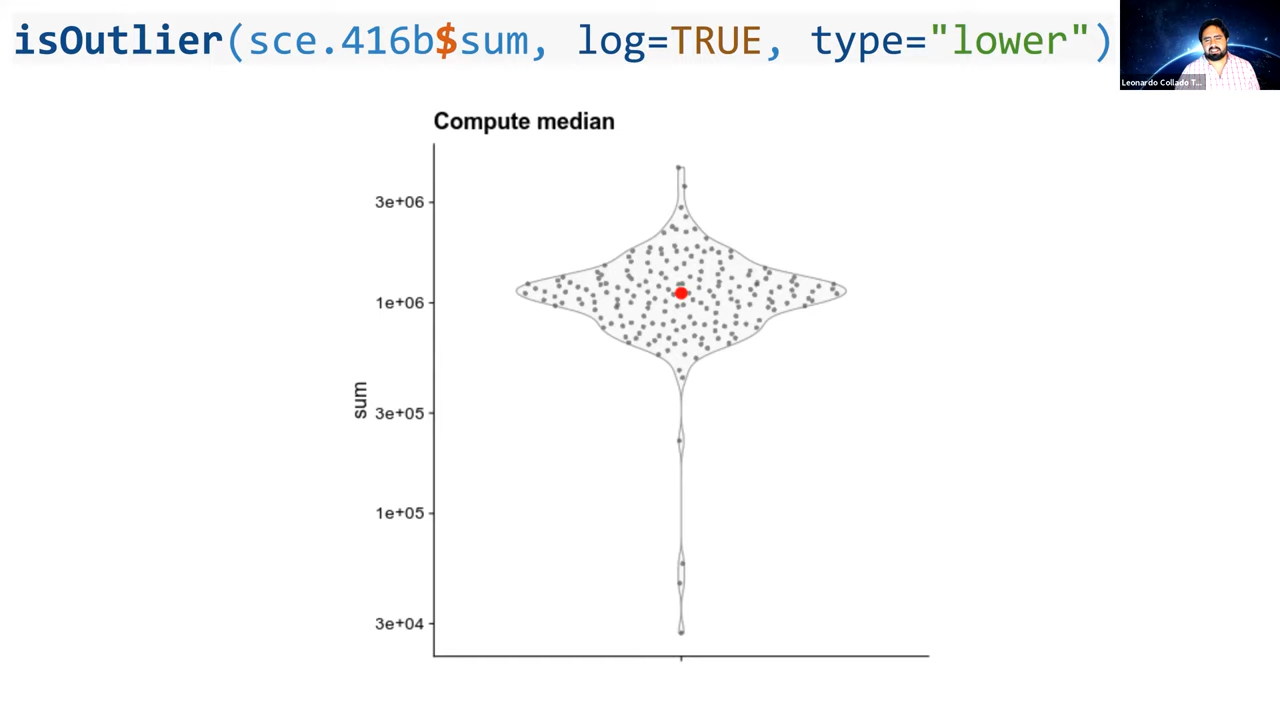 isOutlier(sce.416b$sum, log=TRUE, type="lower")
Leonardo Collado T...
Compute median
3e+06
1e+06
sum
3e+05
1e+05
3e+04